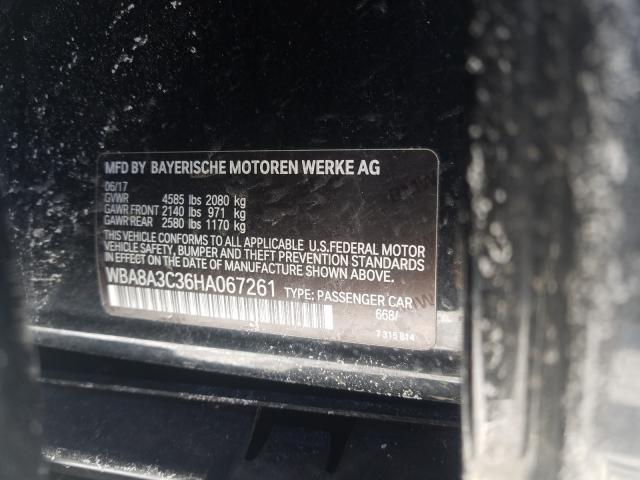 MFD BY BAYERISCHE MOTOREN WERKE AG
06/17
GVWR 4585 lbs 2080 kg
GAWR FRONT 2140 lbs 971 kg
GAWR REAR 2580 lbs 1170 kg
THIS VEHICLE CONFORMS TO ALL APPLICABLE U.S.FEDERAL MOTOR
VEHICLE SAFETY, BUMPER AND THEFT PREVENTION STANDARDS
IN EFFECT ON THE DATE OF MANUFACTURE SHOWN ABOVE.
WBA8A3C36HA067261 TYPE: PASSENGER CAR
668/
7 315 814